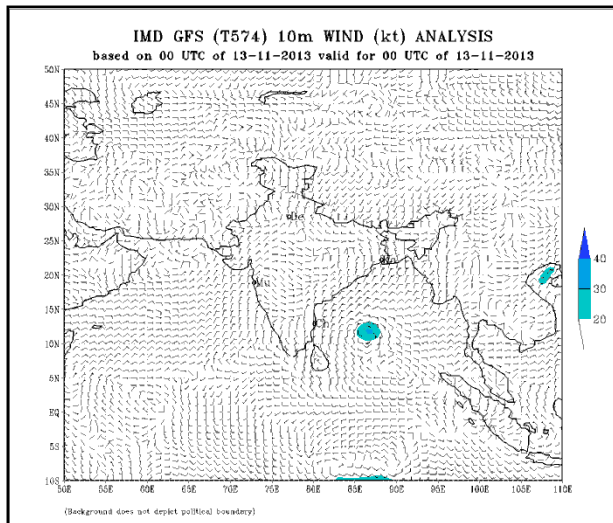 IMD GFS (T574) 10m WIND (kt) ANALYSIS
based on 00 UTC of 13-11-2013 valid for 00 UTC of 13-11-2013
50N
45N
40N
35N
30N
25N
20N
15N
10N
5N
EQ
5S
10S
50E 55E 60E 65E 70E 75E 80E 85E 90E 95E 100E 105E 110E
40
30
20
(Background does not depict political boundary)